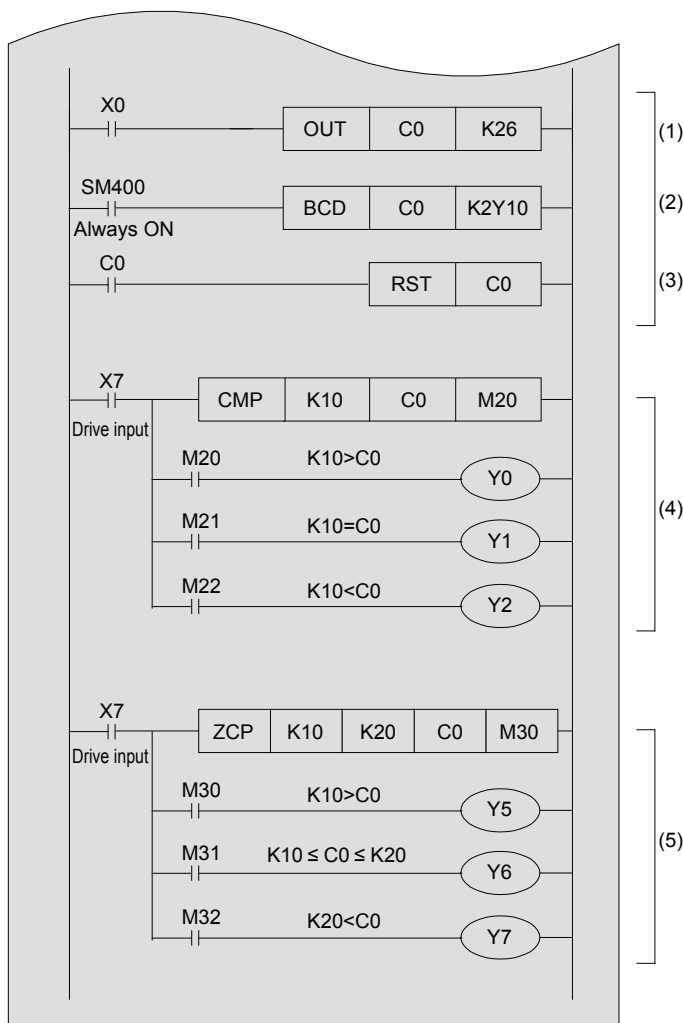 X0
OUT C0 K26
(1)
SM400
Always ON
BCD C0 K2Y10
(2)
C0
RST C0
(3)
X7
Drive input
CMP K10 C0 M20
M20 K10>C0 Y0
M21 K10=C0 Y1
(4)
M22 K10<C0 Y2
X7
Drive input
ZCP K10 K20 C0 M30
M30 K10>C0 Y5
(5)
M31 K10 ≤ C0 ≤ K20 Y6
M32 K20<C0 Y7